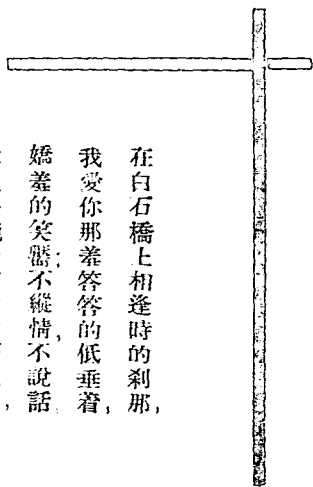 在白石橋上相逢時的剎那，
我愛你那羞答答的低垂着，
嬌羞的笑靨；不縱情，不說話，